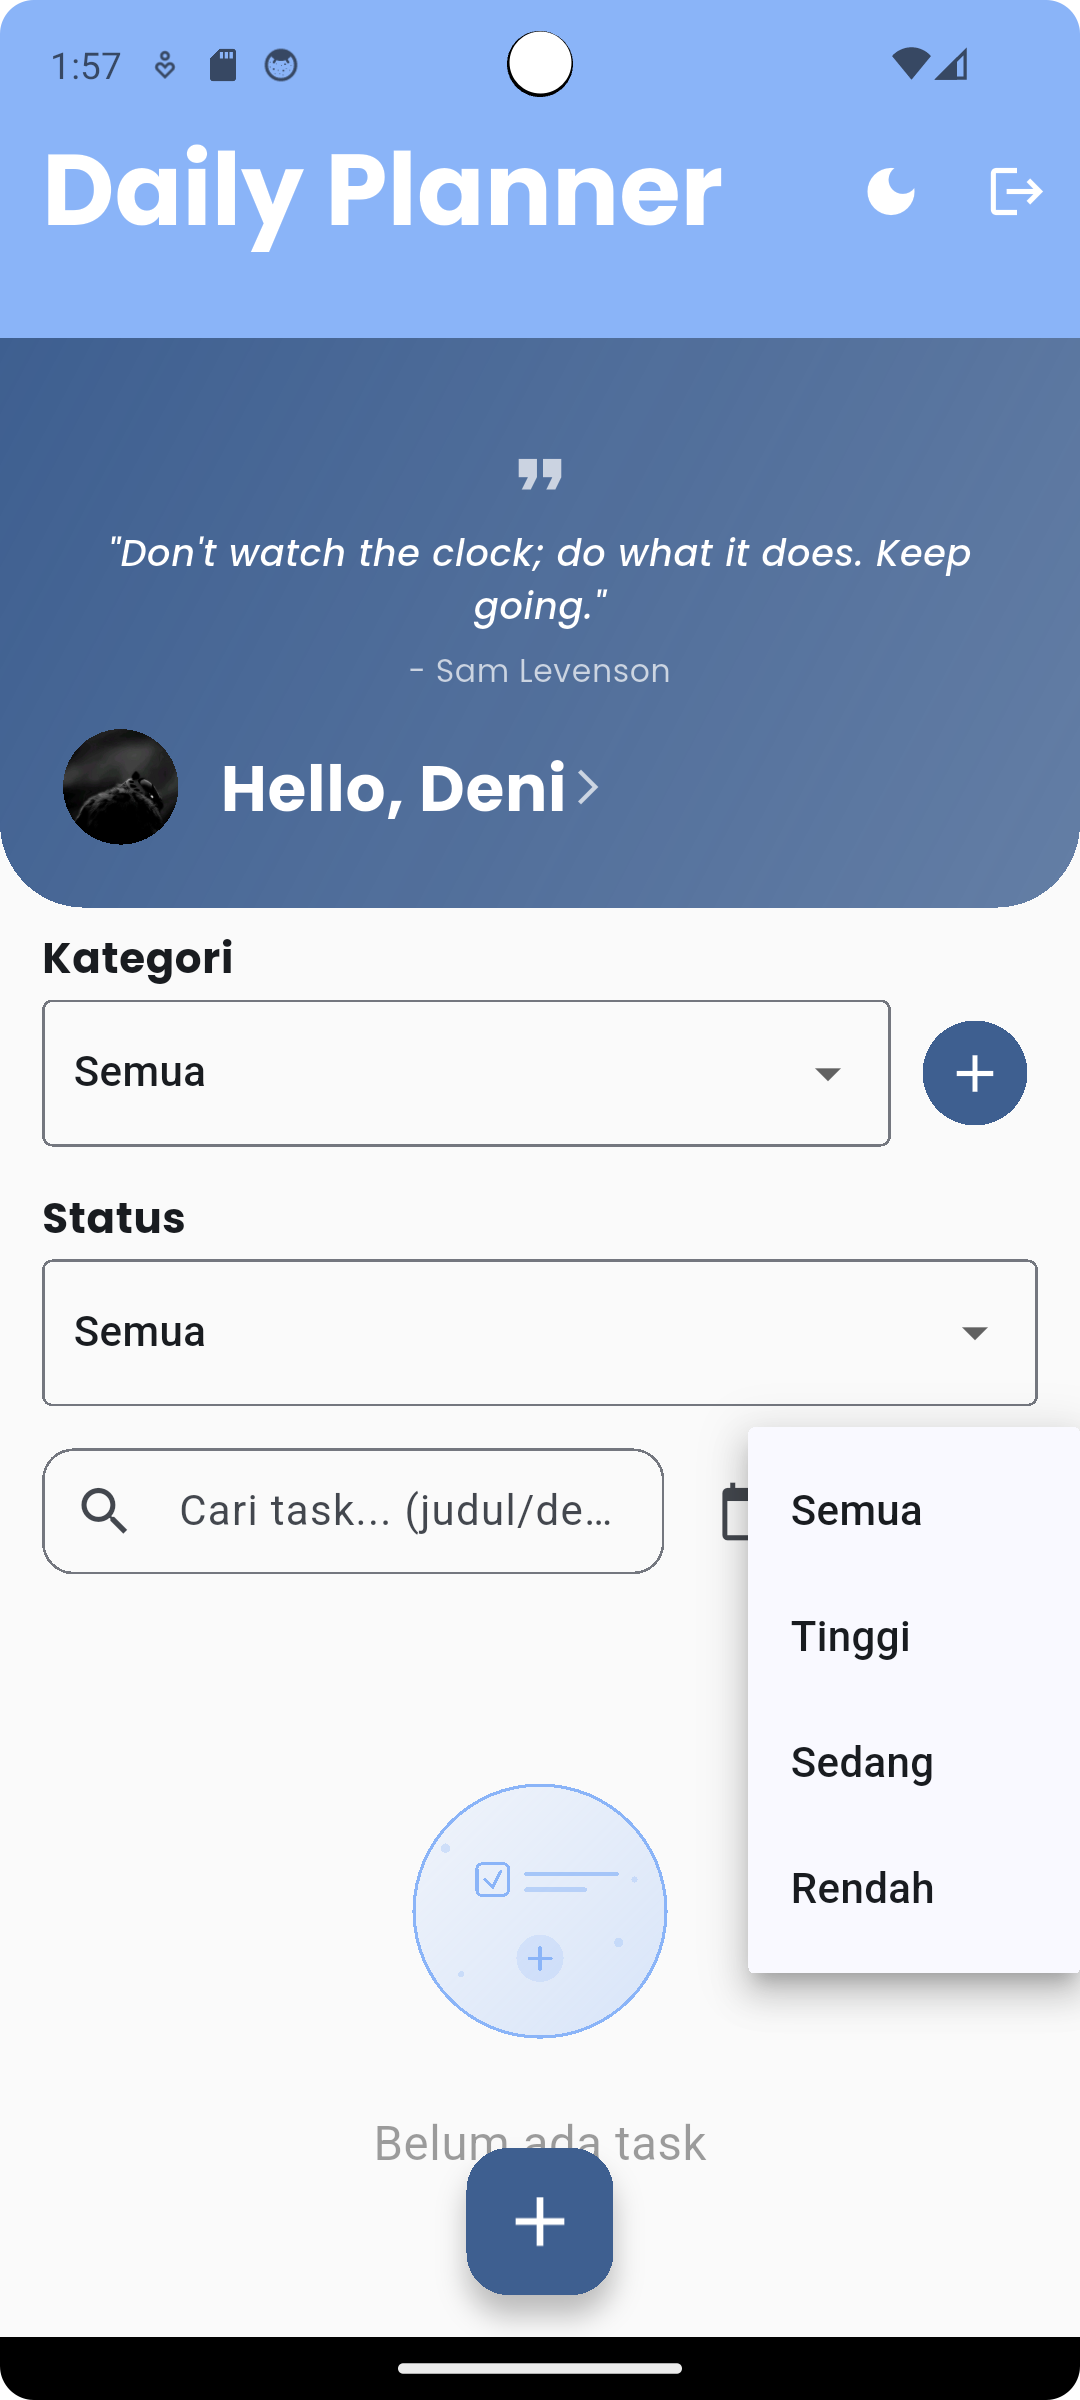 1:57
Daily Planner
"Don't watch the clock; do what it does. Keep
going."
- Sam Levenson
Hello, Deni
Kategori
Semua
Status
Semua
Cari task... (judul/de...
Semua
Tinggi
Sedang
Rendah
Belum ada task